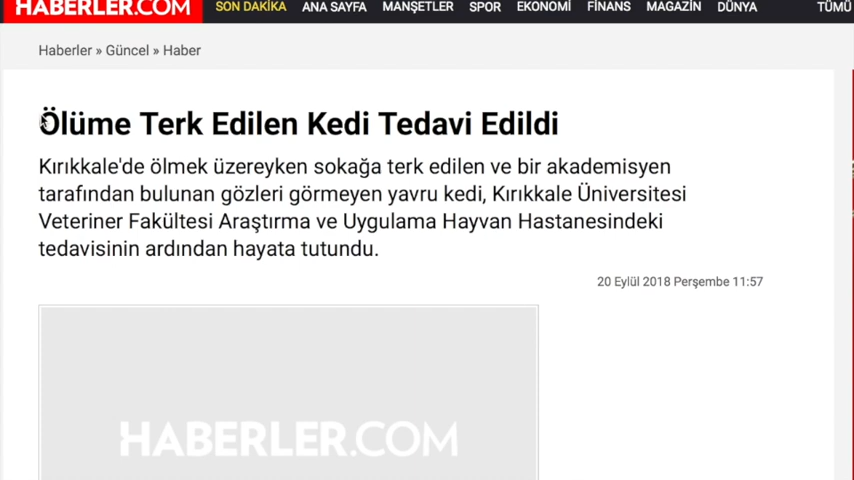 HABERLER.COM
SON DAKİKA ANA SAYFA MANŞETLER SPOR EKONOMİ FİNANS MAGAZİN DÜNYA TÜMÜ
Haberler » Güncel » Haber
Ölüme Terk Edilen Kedi Tedavi Edildi
Kırıkkale'de ölmek üzereyken sokağa terk edilen ve bir akademisyen
tarafından bulunan gözleri görmeyen yavru kedi, Kırıkkale Üniversitesi
Veteriner Fakültesi Araştırma ve Uygulama Hayvan Hastanesindeki
tedavisinin ardından hayata tutundu.
20 Eylül 2018 Perşembe 11:57
HABERLER.COM